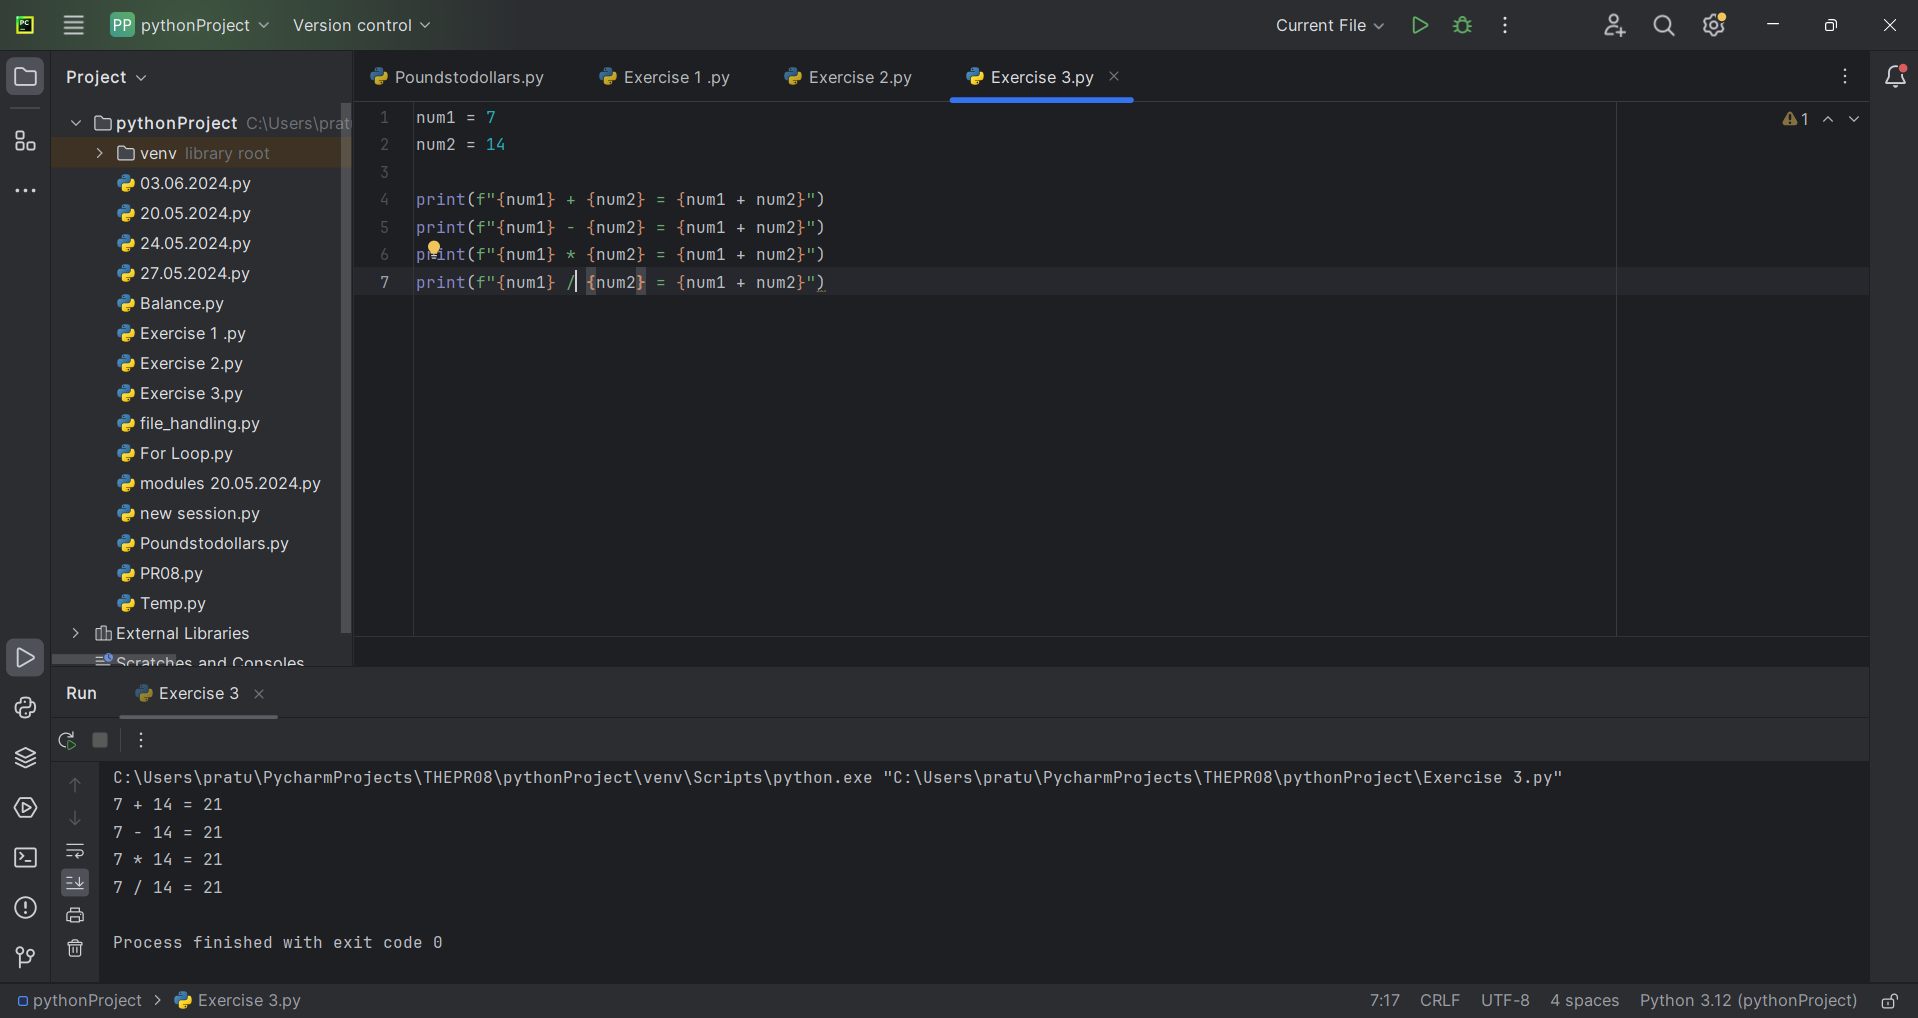 PC
PP pythonProject Version control Current File
Project
Poundstodollars.py Exercise 1 .py Exercise 2.py Exercise 3.py
pythonProject C:\Users\prat
venv library root
03.06.2024.py
20.05.2024.py
24.05.2024.py
27.05.2024.py
Balance.py
Exercise 1 .py
Exercise 2.py
Exercise 3.py
file_handling.py
For Loop.py
modules 20.05.2024.py
new session.py
Poundstodollars.py
PR08.py
Temp.py
External Libraries
Scratches and Consoles
1 num1 = 7
1
2 num2 = 14
3
4 print(f"{num1} + {num2} = {num1 + num2}")
5 print(f"{num1} - {num2} = {num1 + num2}")
6 print(f"{num1} * {num2} = {num1 + num2}")
7 print(f"{num1} / {num2} = {num1 + num2}")
Run Exercise 3
C:\Users\pratu\PycharmProjects\THEPR08\pythonProject\venv\Scripts\python.exe "C:\Users\pratu\PycharmProjects\THEPR08\pythonProject\Exercise 3.py"
7 + 14 = 21
7 - 14 = 21
7 * 14 = 21
7 / 14 = 21
Process finished with exit code 0
pythonProject > Exercise 3.py 7:17 CRLF UTF-8 4 spaces Python 3.12 (pythonProject)